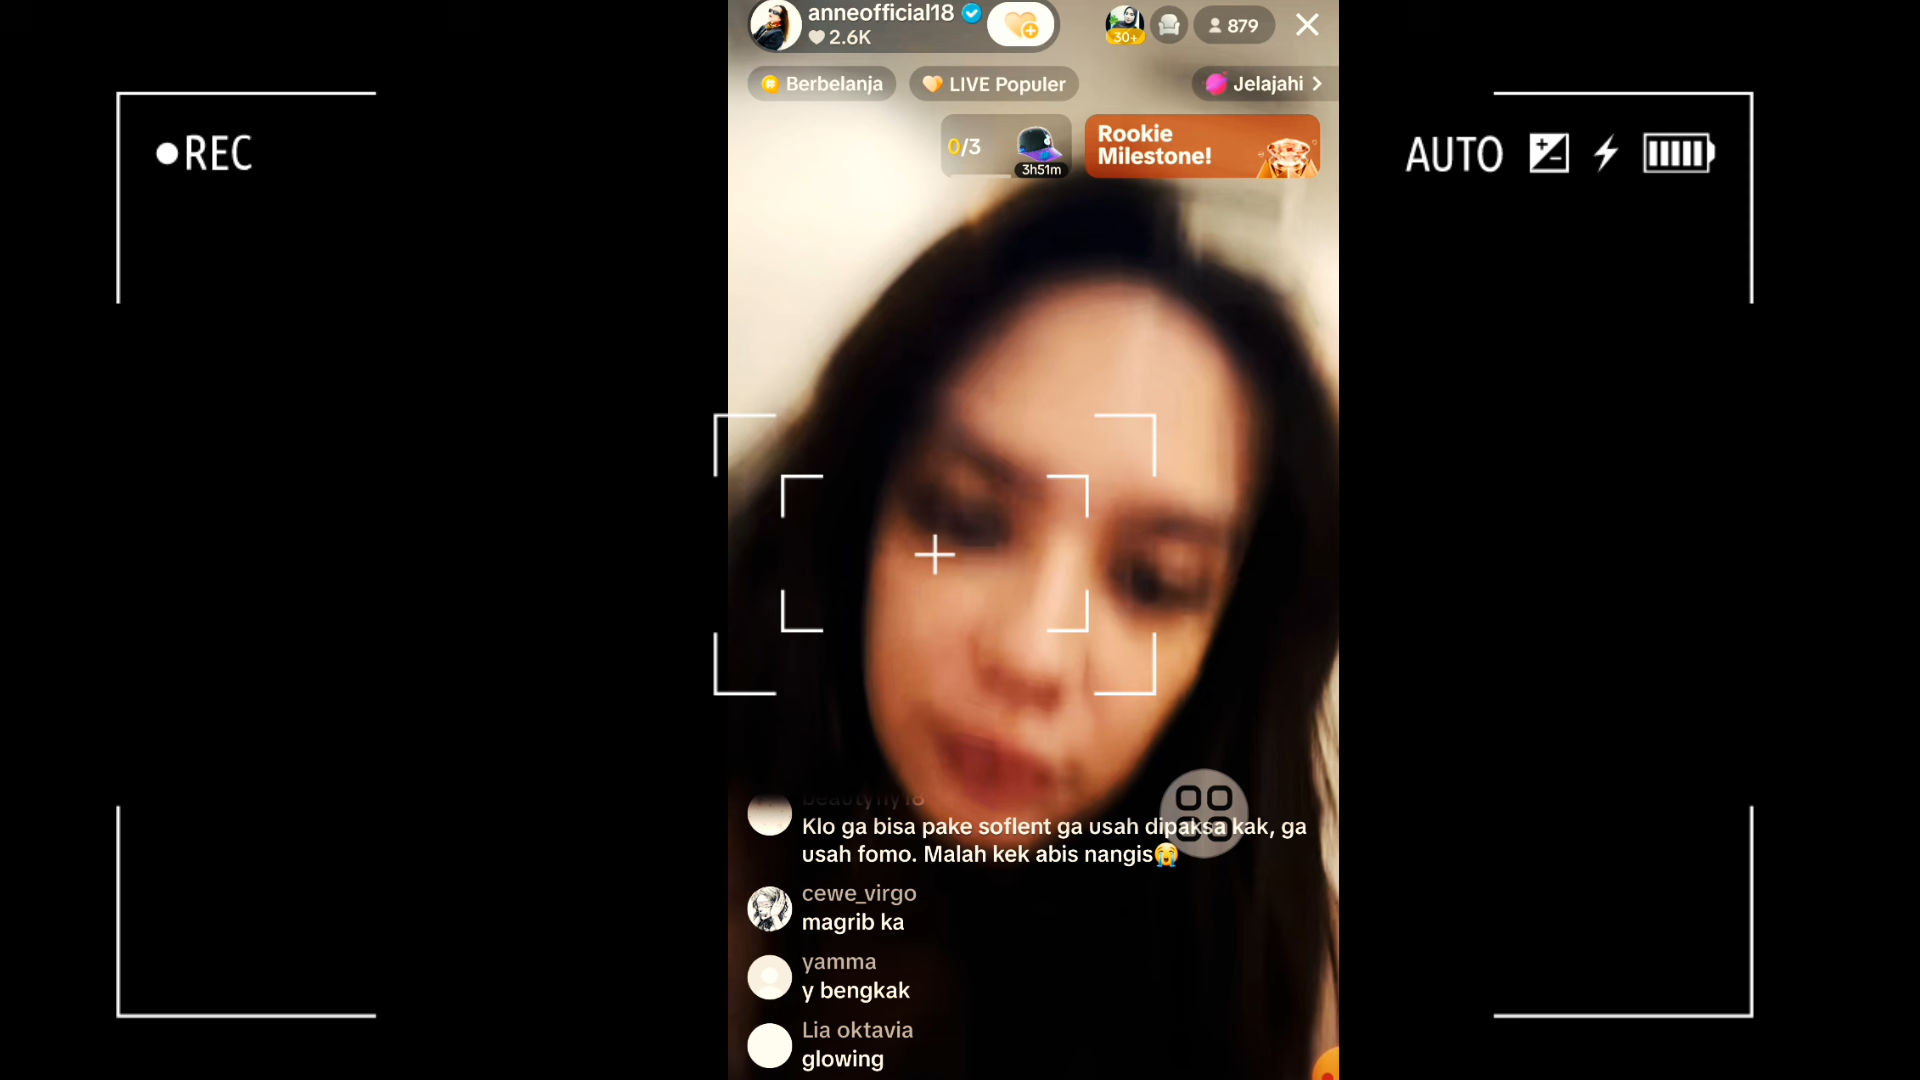 anneofficial18
2.6K
30+
879
Berbelanja
LIVE Populer
Jelajahi
0/3
3h51m
Rookie
Milestone!
REC
AUTO
beautyny18
Klo ga bisa pake soflent ga usah dipaksa kak, ga
usah fomo. Malah kek abis nangis😭
cewe_virgo
magrib ka
yamma
y bengkak
Lia oktavia
glowing